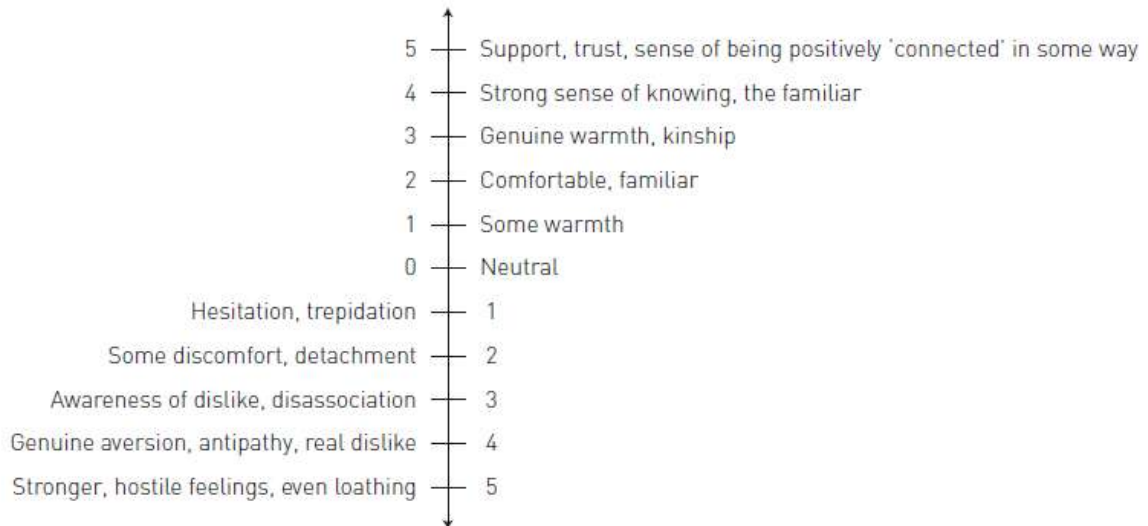 5 Support, trust, sense of being positively 'connected' in some way
4 Strong sense of knowing, the familiar
3 Genuine warmth, kinship
2 Comfortable, familiar
1 Some warmth
0 Neutral
Hesitation, trepidation 1
Some discomfort, detachment 2
Awareness of dislike, disassociation 3
Genuine aversion, antipathy, real dislike 4
Stronger, hostile feelings, even loathing 5